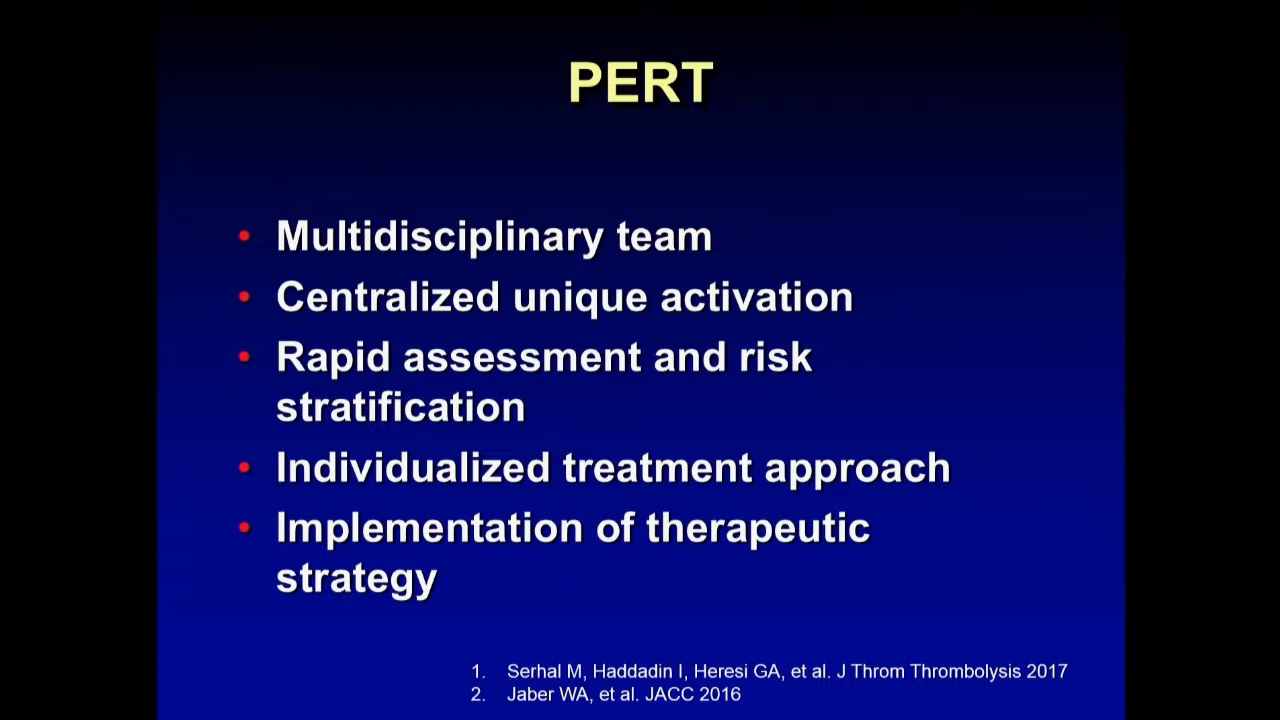 PERT
• Multidisciplinary team
• Centralized unique activation
• Rapid assessment and risk
stratification
• Individualized treatment approach
• Implementation of therapeutic
strategy
1. Serhal M, Haddadin I, Heresi GA, et al. J Throm Thrombolysis 2017
2. Jaber WA, et al. JACC 2016